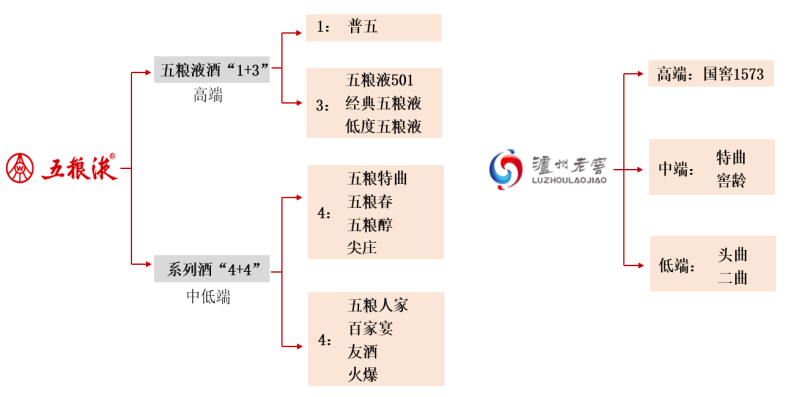 五粮液®
五粮液酒“1+3”
高端
1： 普五
3：
五粮液501
经典五粮液
低度五粮液
系列酒“4+4”
中低端
4：
五粮特曲
五粮春
五粮醇
尖庄
4：
五粮人家
百家宴
友酒
火爆
泸州老窖
LUZHOULAOJIAO
高端：国窖1573
中端：
特曲
窖龄
低端：
头曲
二曲